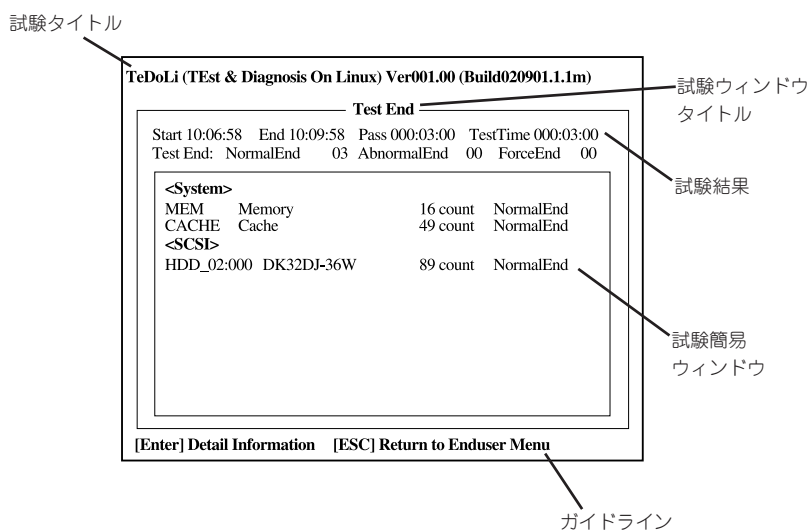 試験タイトル
TeDoLi (TEst & Diagnosis On Linux) Ver001.00 (Build020901.1.1m)
試験ウィンドウ
タイトル
Test End
Start 10:06:58 End 10:09:58 Pass 000:03:00 TestTime 000:03:00
Test End: NormalEnd 03 AbnormalEnd 00 ForceEnd 00
試験結果
<System>
MEM Memory 16 count NormalEnd
CACHE Cache 49 count NormalEnd
<SCSI>
HDD_02:000 DK32DJ-36W 89 count NormalEnd
試験簡易
ウィンドウ
[Enter] Detail Information [ESC] Return to Enduser Menu
ガイドライン